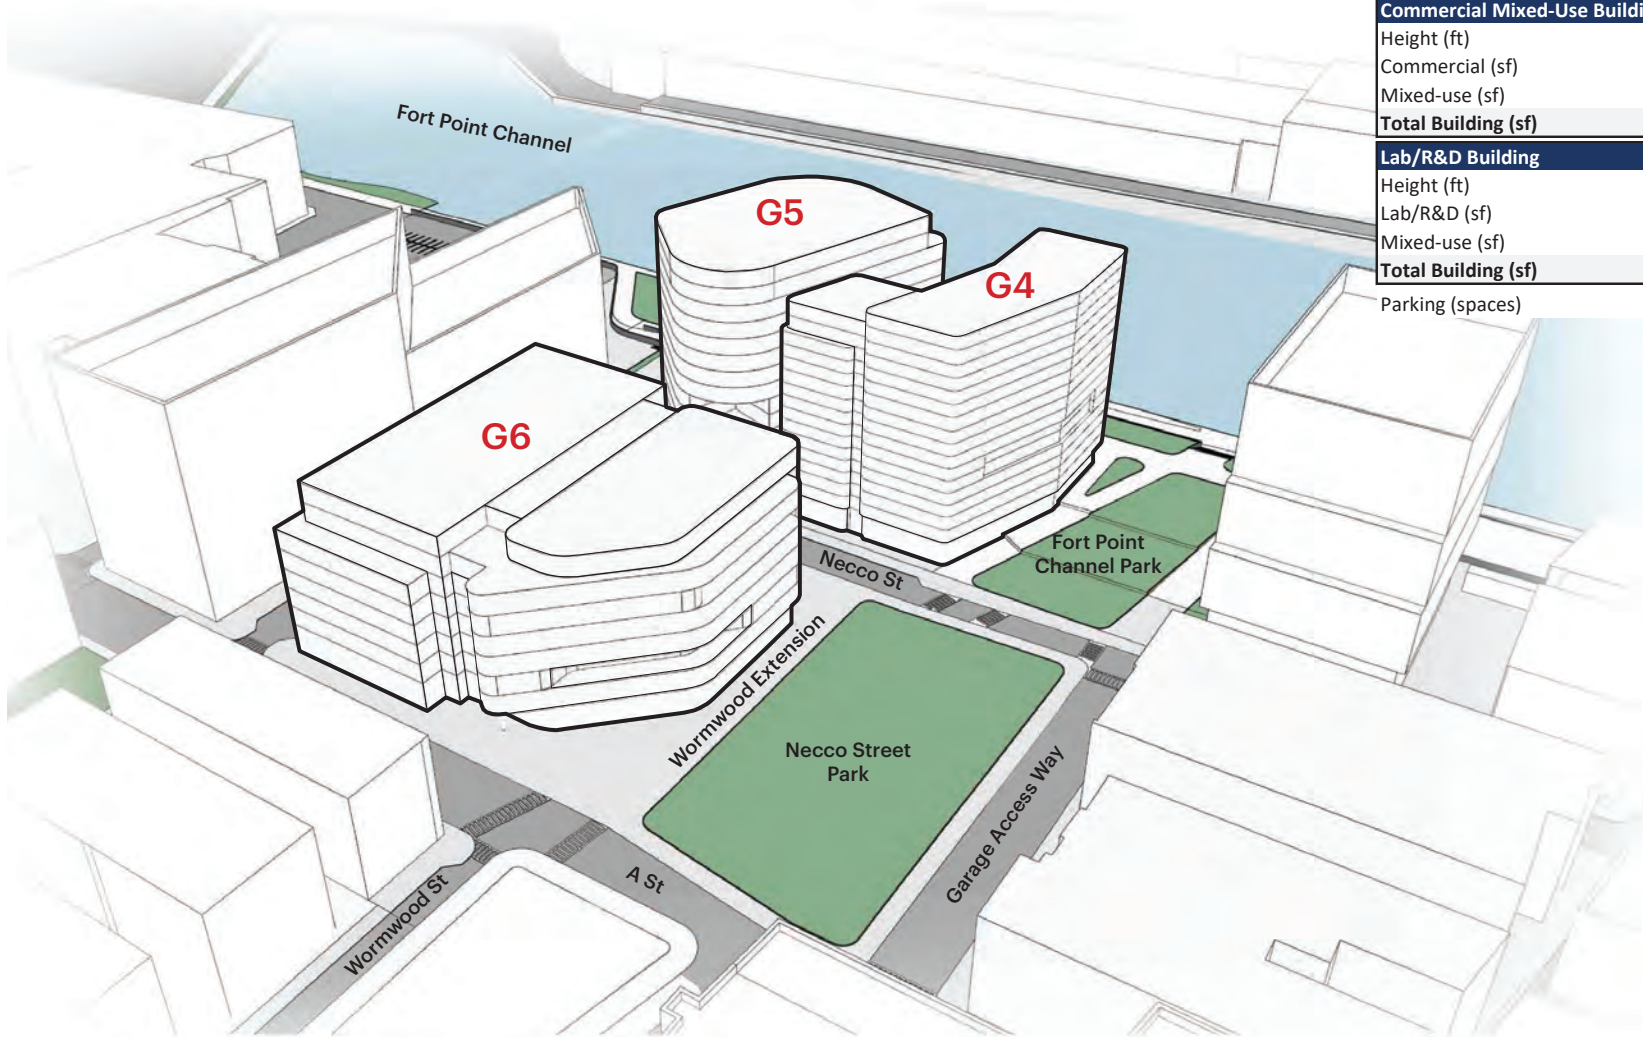 Commercial Mixed-Use Buildi
Height (ft)
Commercial (sf)
Mixed-use (sf)
Total Building (sf)
Lab/R&D Building
Height (ft)
Lab/R&D (sf)
Mixed-use (sf)
Total Building (sf)
Parking (spaces)
Fort Point Channel
G5
G4
G6
Fort Point
Channel Park
Necco St
Wormwood Extension
Necco Street
Park
Garage Access Way
A St
Wormwood St